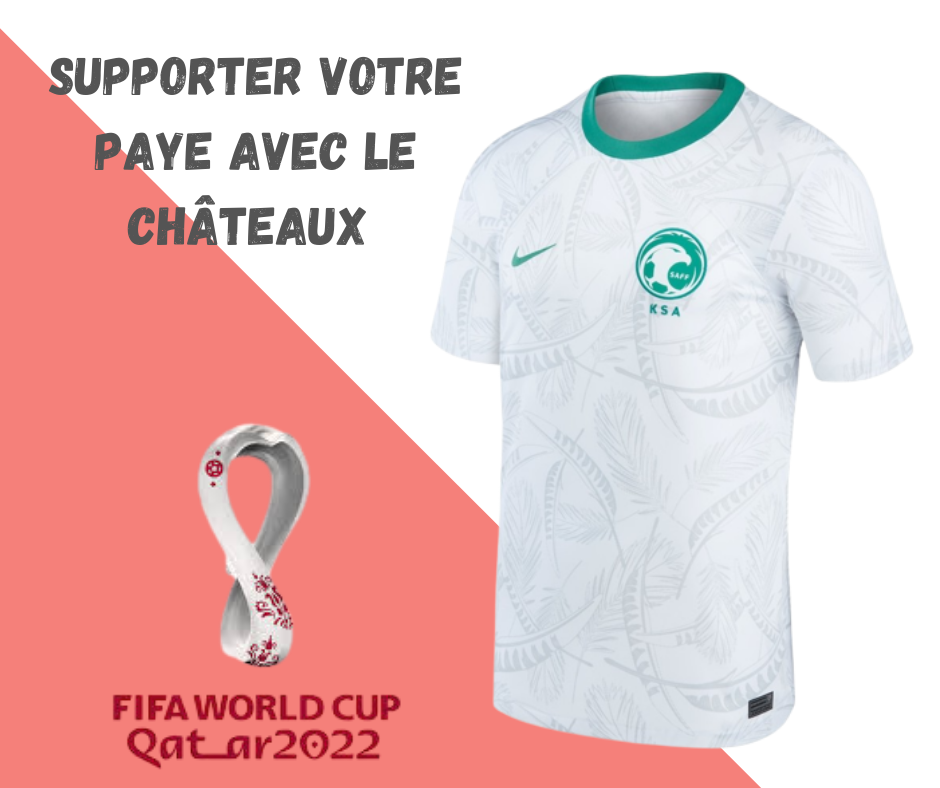 SUPPORTER VOTRE
PAYE AVEC LE
CHÂTEAUX
SAFF
KSA
FIFA WORLD CUP
Qatar2022